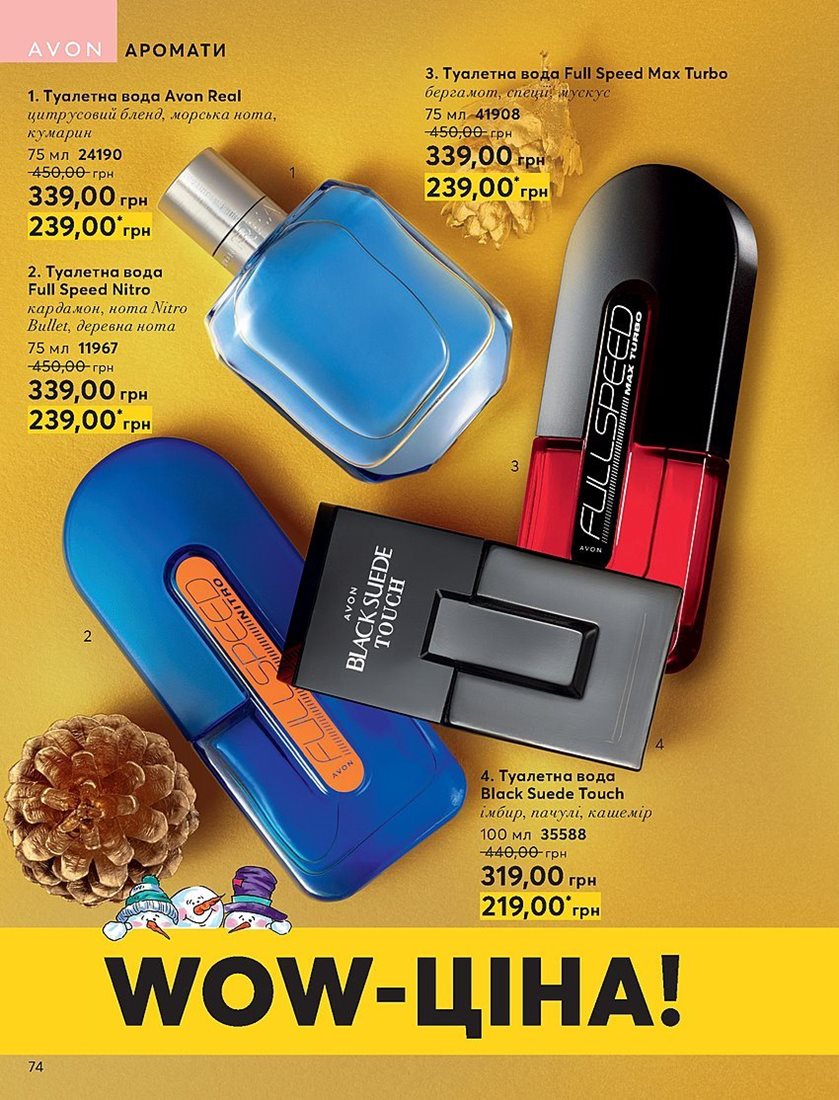 AVON АРОМАТИ
1. Туалетна вода Avon Real
цитрусовий бленд, морська нота,
кумарин
75 мл 24190
450,00 грн
339,00 грн
239,00* грн
2. Туалетна вода
Full Speed Nitro
кардамон, нота Nitro
Bullet, деревна нота
75 мл 11967
450,00 грн
339,00 грн
239,00* грн
3. Туалетна вода Full Speed Max Turbo
бергамот, спеції, мускус
75 мл 41908
450,00 грн
339,00 грн
239,00* грн
1
FULLSPEED
MAX TURBO
AVON
3
AVON
BLACK SUEDE
TOUCH
2
FULLSPEED
NITRO
AVON
4
4. Туалетна вода
Black Suede Touch
імбир, пачулі, кашемір
100 мл 35588
440,00 грн
319,00 грн
219,00* грн
WOW-ЦІНА!
74